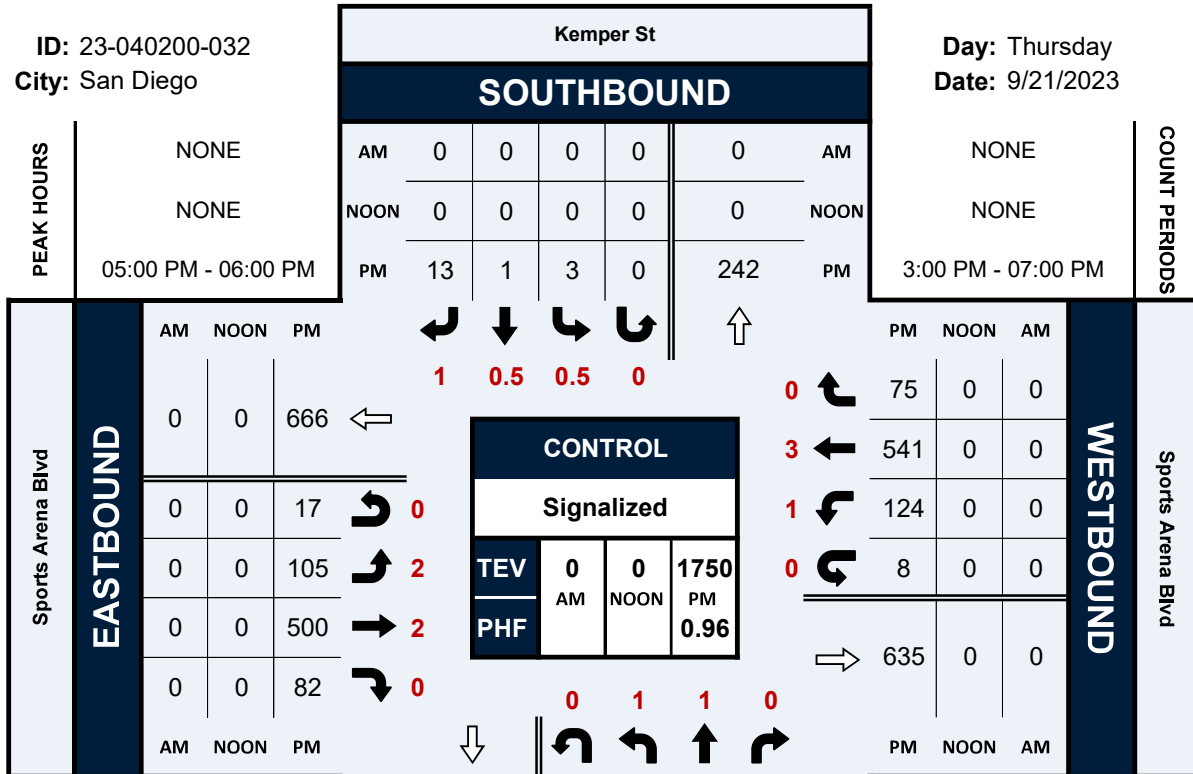 Kemper St
ID: 23-040200-032
City: San Diego
Day: Thursday
Date: 9/21/2023
SOUTHBOUND
PEAK HOURS
NONE
NONE
05:00 PM - 06:00 PM
AM 0 0 0 0 0 AM
NOON 0 0 0 0 0 NOON
PM 13 1 3 0 242 PM
NONE
NONE
3:00 PM - 07:00 PM
COUNT PERIODS
1 0.5 0.5 0
Sports Arena Blvd
EASTBOUND
AM NOON PM
0 0 666
0 0 17 0
0 0 105 2
0 0 500 2
0 0 82 0
AM NOON PM
CONTROL
Signalized
TEV 0 0 1750
AM NOON PM
PHF 0.96
PM NOON AM
0 75 0 0
3 541 0 0
1 124 0 0
0 8 0 0
635 0 0
PM NOON AM
WESTBOUND
Sports Arena Blvd
0 1 1 0